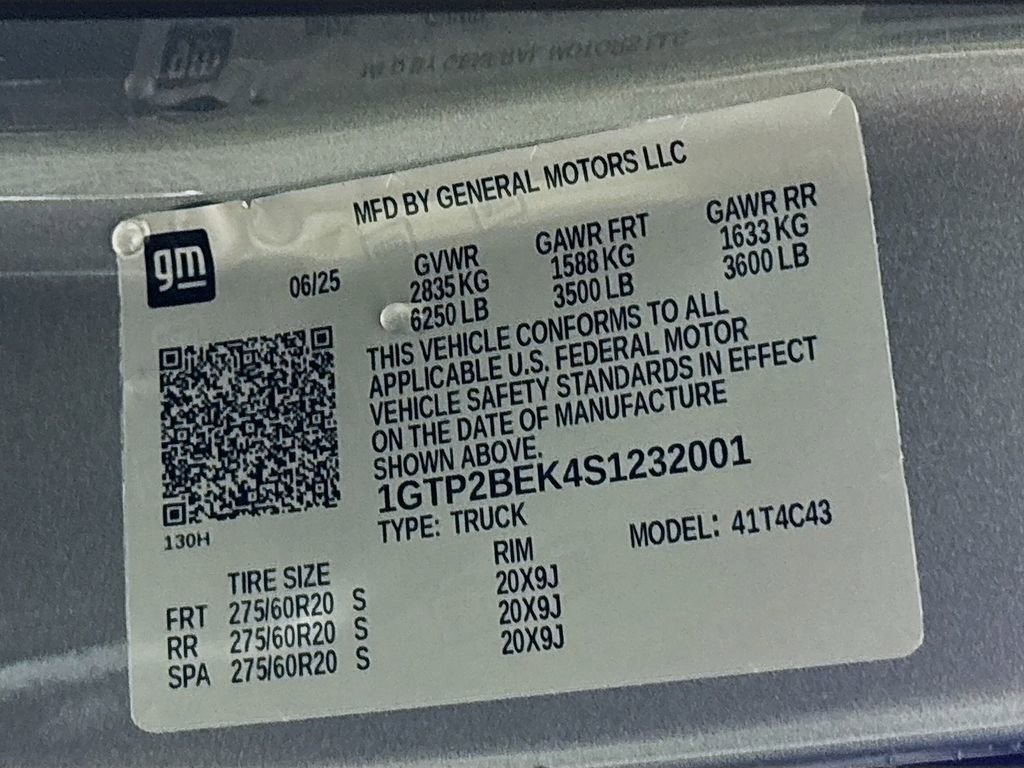 MFD BY GENERAL MOTORS LLC
gm
06/25
GVWR GAWR FRT GAWR RR
2835 KG 1588 KG 1633 KG
6250 LB 3500 LB 3600 LB
THIS VEHICLE CONFORMS TO ALL
APPLICABLE U.S. FEDERAL MOTOR
VEHICLE SAFETY STANDARDS IN EFFECT
ON THE DATE OF MANUFACTURE
SHOWN ABOVE.
1GTP2BEK4S1232001
130H
TYPE: TRUCK MODEL: 41T4C43
TIRE SIZE RIM
FRT 275/60R20 S 20X9J
RR 275/60R20 S 20X9J
SPA 275/60R20 S 20X9J